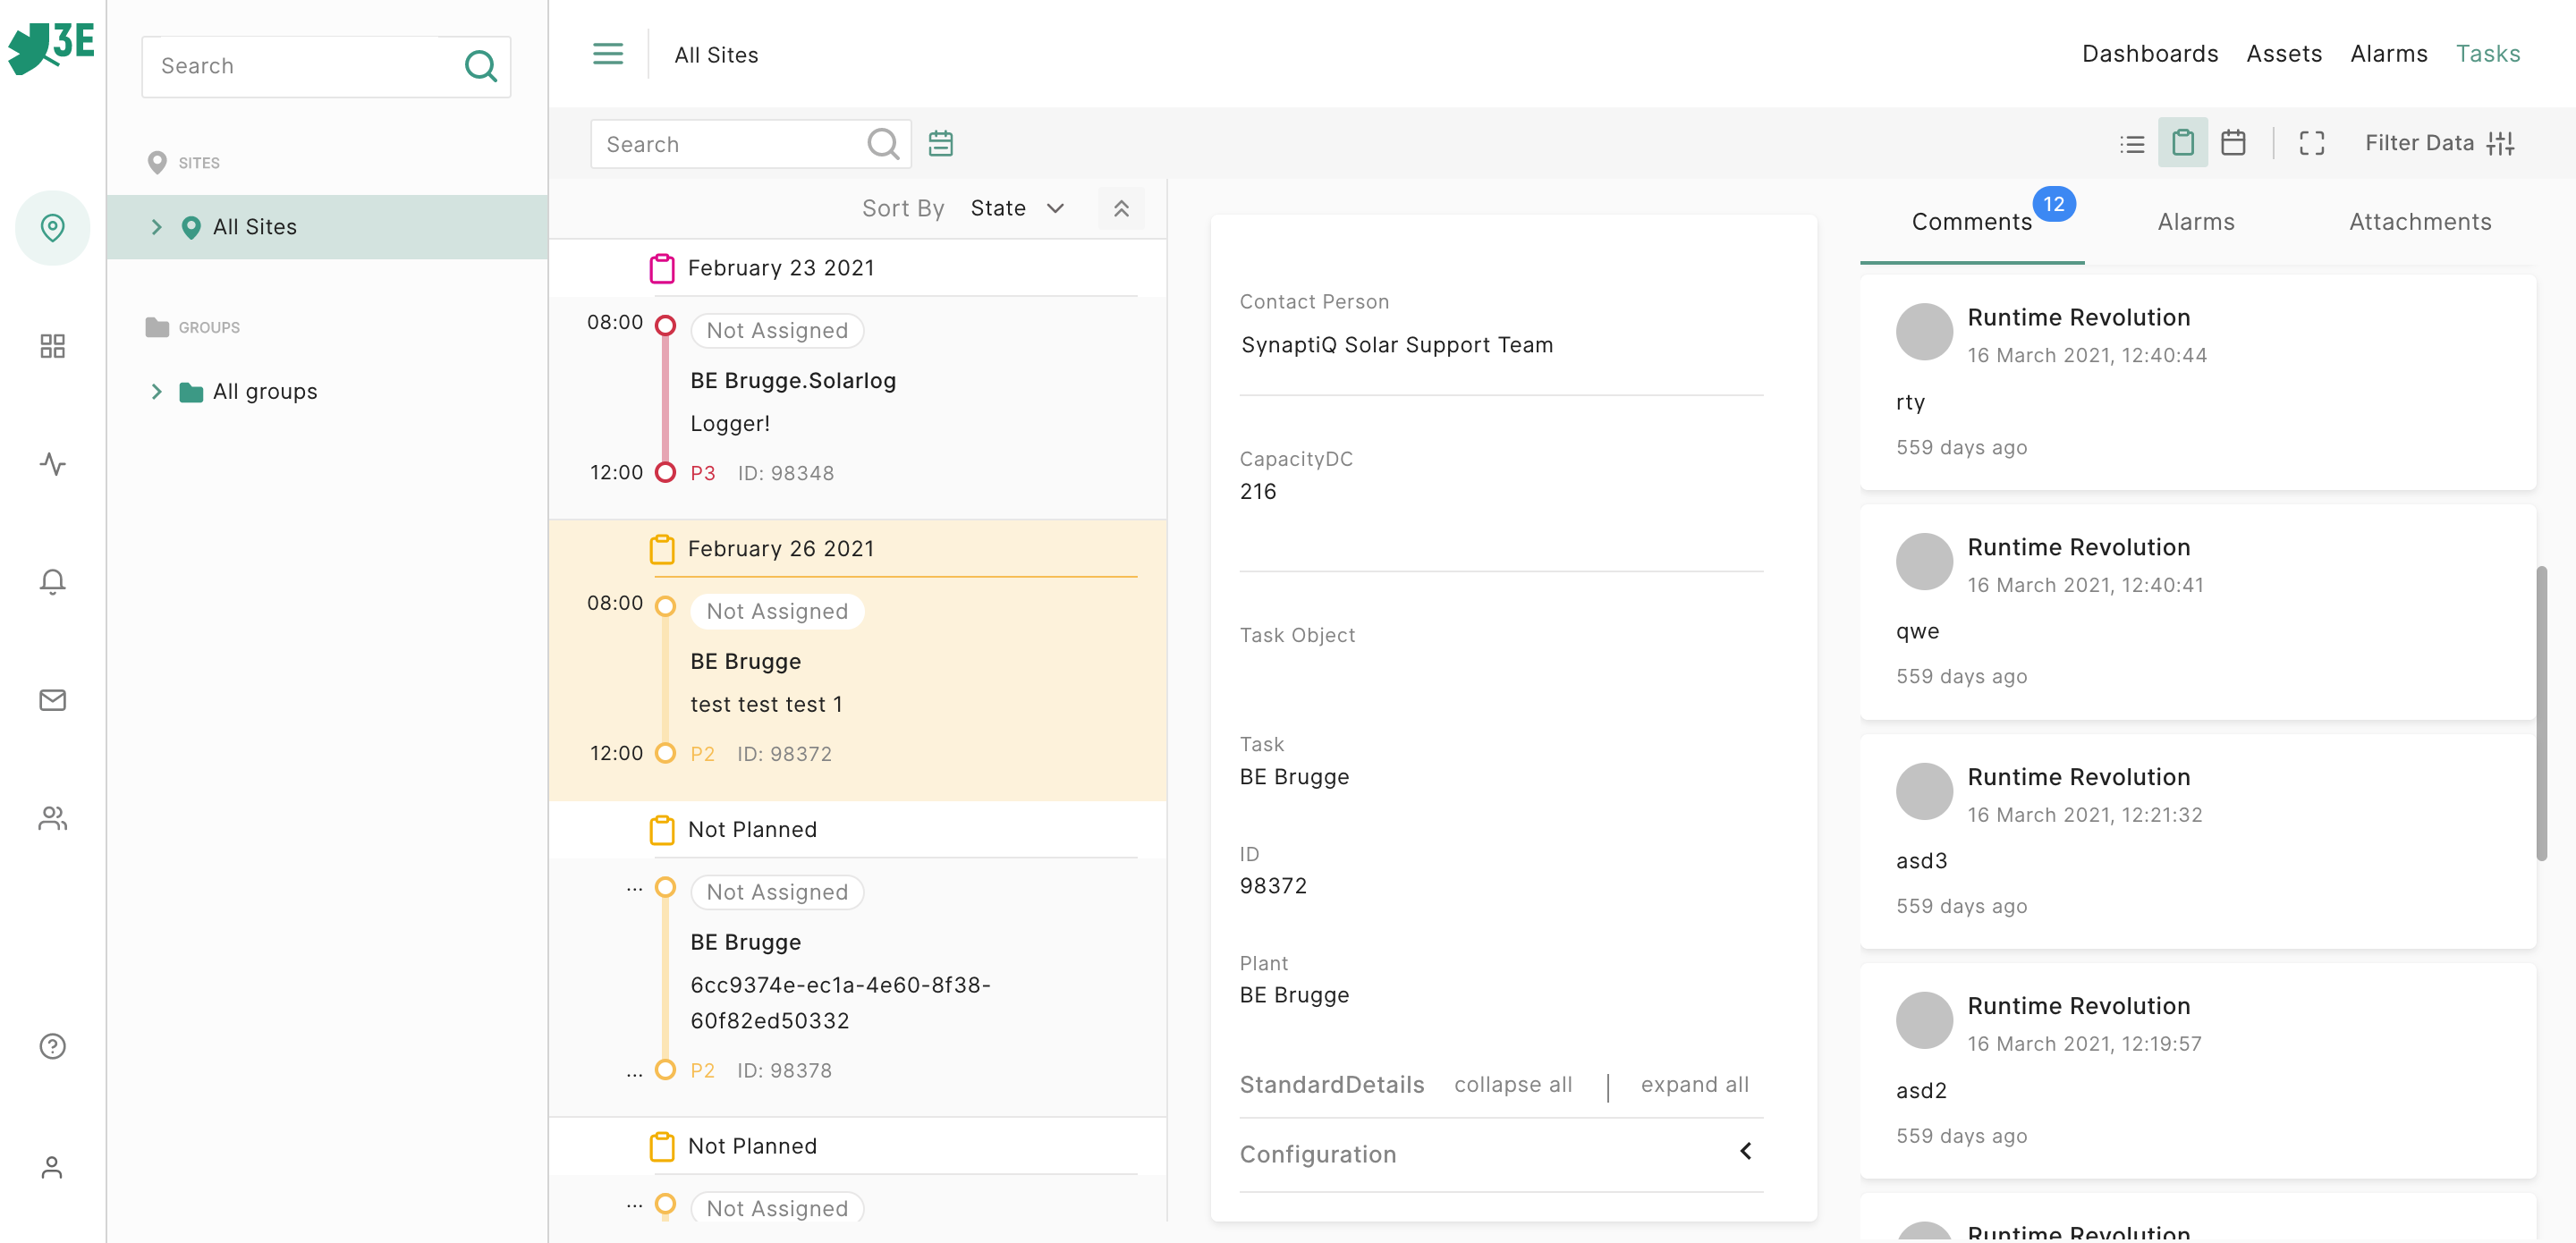 3E
Search
SITES
All Sites
GROUPS
All groups
All Sites
Dashboards Assets Alarms Tasks
Search
Filter Data
Sort By State
February 23 2021
08:00 Not Assigned
BE Brugge.Solarlog
Logger!
12:00 P3 ID: 98348
February 26 2021
08:00 Not Assigned
BE Brugge
test test test 1
12:00 P2 ID: 98372
Not Planned
... Not Assigned
BE Brugge
6cc9374e-ec1a-4e60-8f38-
60f82ed50332
... P2 ID: 98378
Not Planned
... Not Assigned
Contact Person
SynaptiQ Solar Support Team
CapacityDC
216
Task Object
Task
BE Brugge
ID
98372
Plant
BE Brugge
StandardDetails collapse all | expand all
Configuration
Comments 12 Alarms Attachments
Runtime Revolution
16 March 2021, 12:40:44
rty
559 days ago
Runtime Revolution
16 March 2021, 12:40:41
qwe
559 days ago
Runtime Revolution
16 March 2021, 12:21:32
asd3
559 days ago
Runtime Revolution
16 March 2021, 12:19:57
asd2
559 days ago
Runtime Revolution